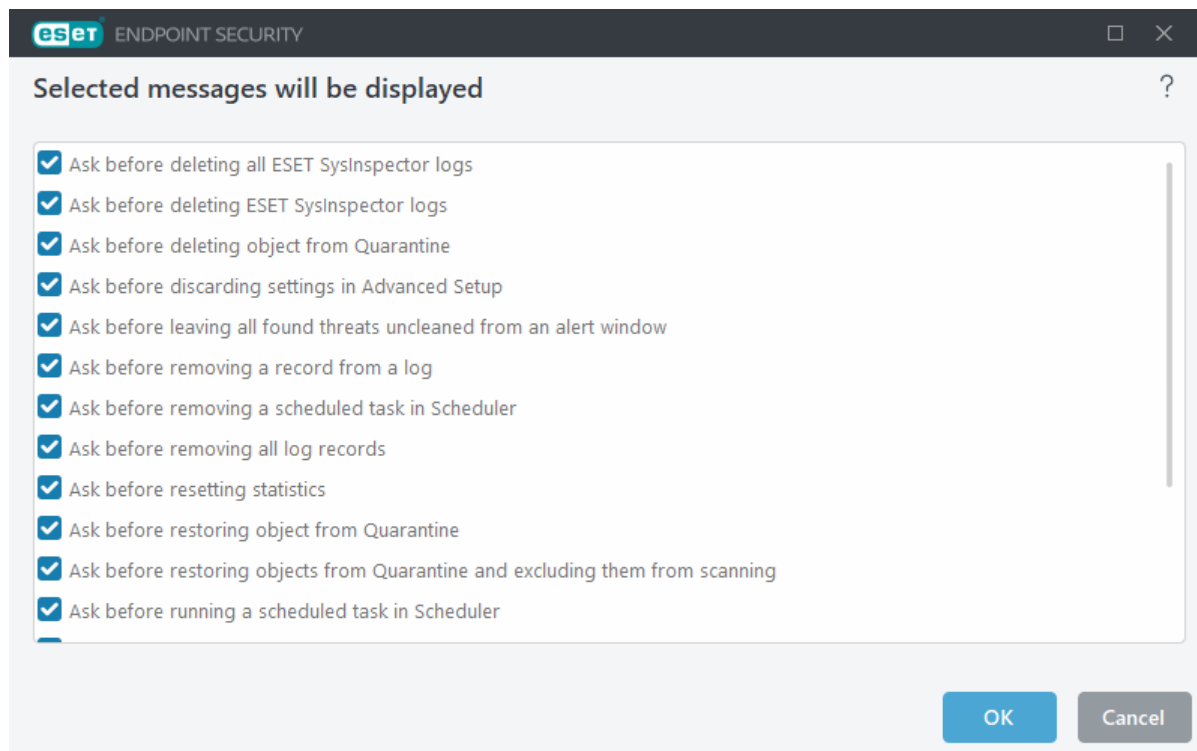 eset ENDPOINT SECURITY
Selected messages will be displayed
?
Ask before deleting all ESET SysInspector logs
Ask before deleting ESET SysInspector logs
Ask before deleting object from Quarantine
Ask before discarding settings in Advanced Setup
Ask before leaving all found threats uncleaned from an alert window
Ask before removing a record from a log
Ask before removing a scheduled task in Scheduler
Ask before removing all log records
Ask before resetting statistics
Ask before restoring object from Quarantine
Ask before restoring objects from Quarantine and excluding them from scanning
Ask before running a scheduled task in Scheduler
OK Cancel